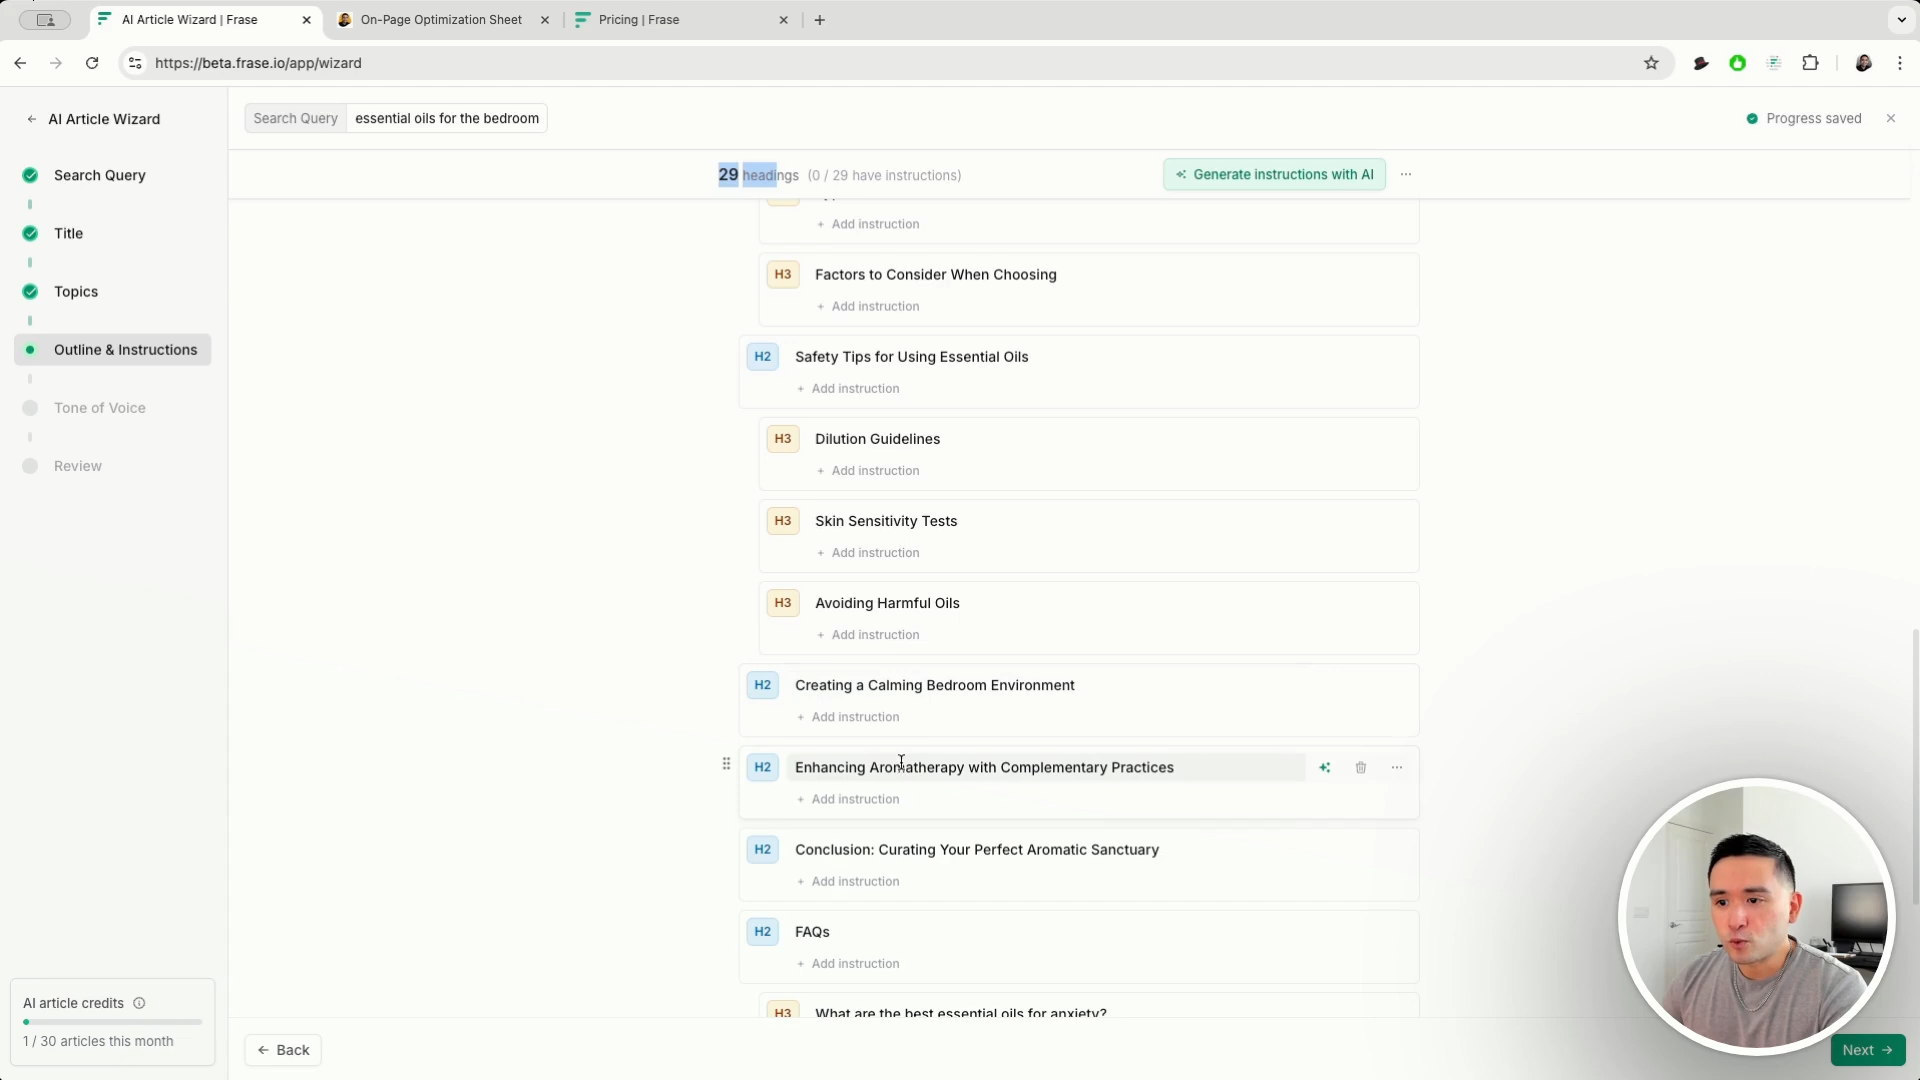 AI Article Wizard | Frase
On-Page Optimization Sheet
Pricing | Frase
https://beta.frase.io/app/wizard
AI Article Wizard
Search Query essential oils for the bedroom
Progress saved
29 headings (0 / 29 have instructions)
Generate instructions with AI
Search Query
Title
Topics
Outline & Instructions
Tone of Voice
Review
+ Add instruction
H3 Factors to Consider When Choosing
+ Add instruction
H2 Safety Tips for Using Essential Oils
+ Add instruction
H3 Dilution Guidelines
+ Add instruction
H3 Skin Sensitivity Tests
+ Add instruction
H3 Avoiding Harmful Oils
+ Add instruction
H2 Creating a Calming Bedroom Environment
+ Add instruction
H2 Enhancing Aromatherapy with Complementary Practices
+ Add instruction
H2 Conclusion: Curating Your Perfect Aromatic Sanctuary
+ Add instruction
H2 FAQs
+ Add instruction
H3 What are the best essential oils for anxiety?
AI article credits
1 / 30 articles this month
Back
Next